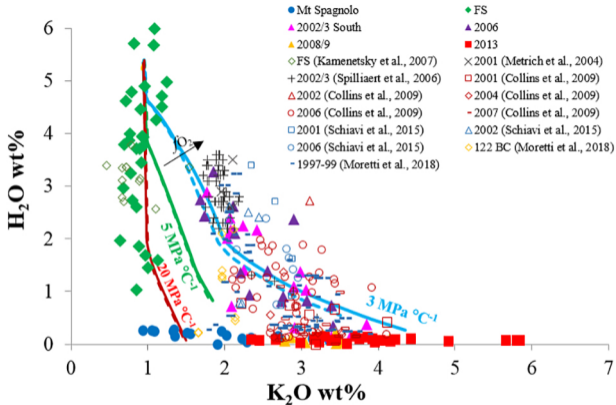 Mt Spagnolo
FS
2002/3 South
2006
2008/9
2013
FS (Kamenetsky et al., 2007)
2001 (Metrich et al., 2004)
2002/3 (Spilliaert et al., 2006)
2001 (Collins et al., 2009)
2002 (Collins et al., 2009)
2004 (Collins et al., 2009)
2006 (Collins et al., 2009)
2007 (Collins et al., 2009)
2001 (Schiavi et al., 2015)
2002 (Schiavi et al., 2015)
2006 (Schiavi et al., 2015)
122 BC (Moretti et al., 2018)
1997-99 (Moretti et al., 2018)
6
5
4
3
2
1
0
H2O wt%
fO2
5 MPa °C-1
20 MPa °C-1
3 MPa °C-1
0 1 2 3 4 5 6 7
K2O wt%